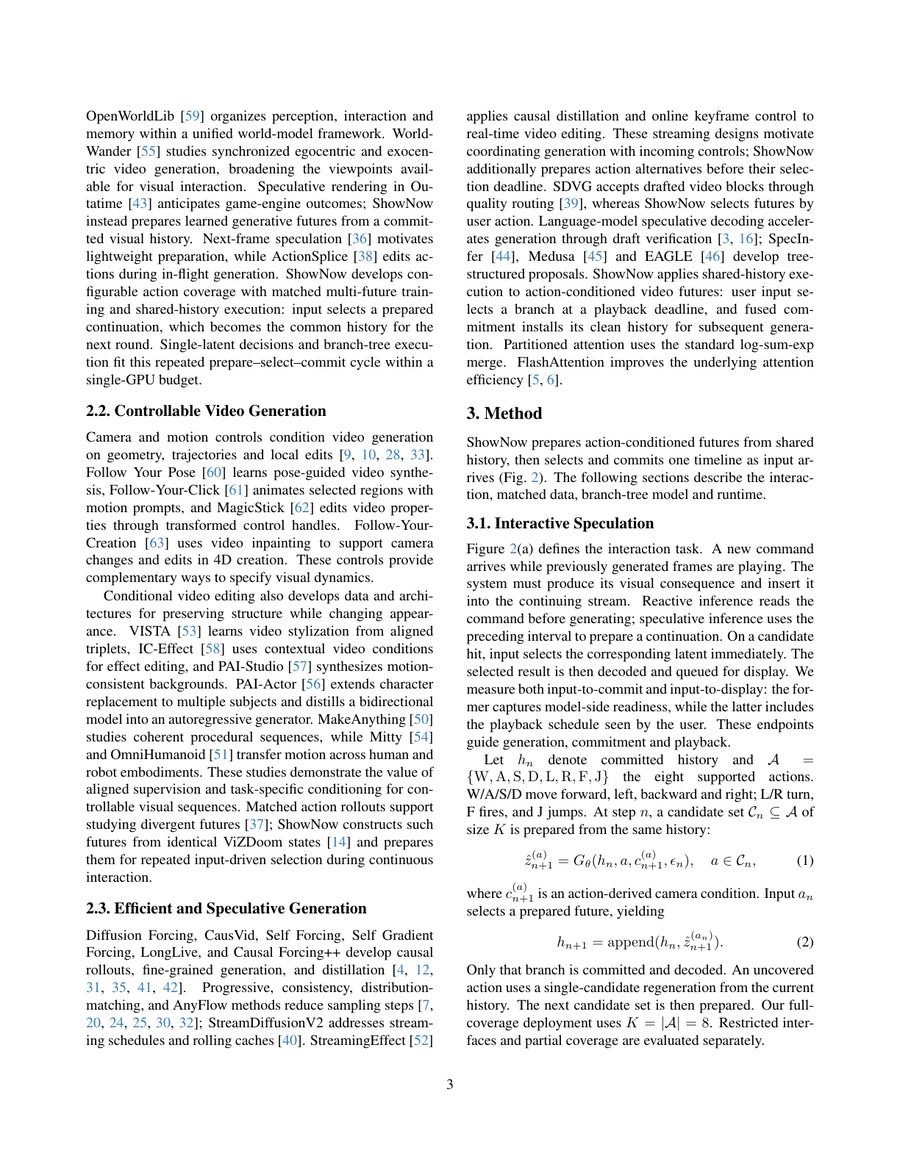 OpenWorldLib [59] organizes perception, interaction and
memory within a unified world-model framework. World-
Wander [55] studies synchronized egocentric and exocen-
tric video generation, broadening the viewpoints avail-
able for visual interaction. Speculative rendering in Ou-
tatime [43] anticipates game-engine outcomes; ShowNow
instead prepares learned generative futures from a commit-
ted visual history. Next-frame speculation [36] motivates
lightweight preparation, while ActionSplice [38] edits ac-
tions during in-flight generation. ShowNow develops con-
figurable action coverage with matched multi-future train-
ing and shared-history execution: input selects a prepared
continuation, which becomes the common history for the
next round. Single-latent decisions and branch-tree execu-
tion fit this repeated prepare–select–commit cycle within a
single-GPU budget.
2.2. Controllable Video Generation
Camera and motion controls condition video generation
on geometry, trajectories and local edits [9, 10, 28, 33].
Follow Your Pose [60] learns pose-guided video synthe-
sis, Follow-Your-Click [61] animates selected regions with
motion prompts, and MagicStick [62] edits video proper-
ties through transformed control handles. Follow-Your-
Creation [63] uses video inpainting to support camera
changes and edits in 4D creation. These controls provide
complementary ways to specify visual dynamics.
Conditional video editing also develops data and archi-
tectures for preserving structure while changing appear-
ance. VISTA [53] learns video stylization from aligned
triplets, IC-Effect [58] uses contextual video conditions
for effect editing, and PAI-Studio [57] synthesizes motion-
consistent backgrounds. PAI-Actor [56] extends character
replacement to multiple subjects and distills a bidirectional
model into an autoregressive generator. MakeAnything [50]
studies coherent procedural sequences, while Mitty [54]
and OmniHumanoid [51] transfer motion across human and
robot embodiments. These studies demonstrate the value of
aligned supervision and task-specific conditioning for con-
trollable visual sequences. Matched action rollouts support
studying divergent futures [37]; ShowNow constructs such
futures from identical ViZDoom states [14] and prepares
them for repeated input-driven selection during continuous
interaction.
2.3. Efficient and Speculative Generation
Diffusion Forcing, CausVid, Self Forcing, Self Gradient
Forcing, LongLive, and Causal Forcing++ develop causal
rollouts, fine-grained generation, and distillation [4, 12,
31, 35, 41, 42]. Progressive, consistency, distribution-
matching, and AnyFlow methods reduce sampling steps [7,
20, 24, 25, 30, 32]; StreamDiffusionV2 addresses stream-
ing schedules and rolling caches [40]. StreamingEffect [52]
applies causal distillation and online keyframe control to
real-time video editing. These streaming designs motivate
coordinating generation with incoming controls; ShowNow
additionally prepares action alternatives before their selec-
tion deadline. SDVG accepts drafted video blocks through
quality routing [39], whereas ShowNow selects futures by
user action. Language-model speculative decoding acceler-
ates generation through draft verification [3, 16]; SpecIn-
fer [44], Medusa [45] and EAGLE [46] develop tree-
structured proposals. ShowNow applies shared-history exe-
cution to action-conditioned video futures: user input se-
lects a branch at a playback deadline, and fused com-
mitment installs its clean history for subsequent genera-
tion. Partitioned attention uses the standard log-sum-exp
merge. FlashAttention improves the underlying attention
efficiency [5, 6].
3. Method
ShowNow prepares action-conditioned futures from shared
history, then selects and commits one timeline as input ar-
rives (Fig. 2). The following sections describe the interac-
tion, matched data, branch-tree model and runtime.
3.1. Interactive Speculation
Figure 2(a) defines the interaction task. A new command
arrives while previously generated frames are playing. The
system must produce its visual consequence and insert it
into the continuing stream. Reactive inference reads the
command before generating; speculative inference uses the
preceding interval to prepare a continuation. On a candidate
hit, input selects the corresponding latent immediately. The
selected result is then decoded and queued for display. We
measure both input-to-commit and input-to-display: the for-
mer captures model-side readiness, while the latter includes
the playback schedule seen by the user. These endpoints
guide generation, commitment and playback.
Let h_n denote committed history and 𝒜 =
{W, A, S, D, L, R, F, J} the eight supported actions.
W/A/S/D move forward, left, backward and right; L/R turn,
F fires, and J jumps. At step n, a candidate set 𝒞_n ⊆ 𝒜 of
size K is prepared from the same history:
ẑ_{n+1}^{(a)} = G_θ(h_n, a, c_{n+1}^{(a)}, ϵ_n), a ∈ 𝒞_n, (1)
where c_{n+1}^{(a)} is an action-derived camera condition. Input a_n
selects a prepared future, yielding
h_{n+1} = append(h_n, ẑ_{n+1}^{(a_n)}). (2)
Only that branch is committed and decoded. An uncovered
action uses a single-candidate regeneration from the current
history. The next candidate set is then prepared. Our full-
coverage deployment uses K = |𝒜| = 8. Restricted inter-
faces and partial coverage are evaluated separately.
3